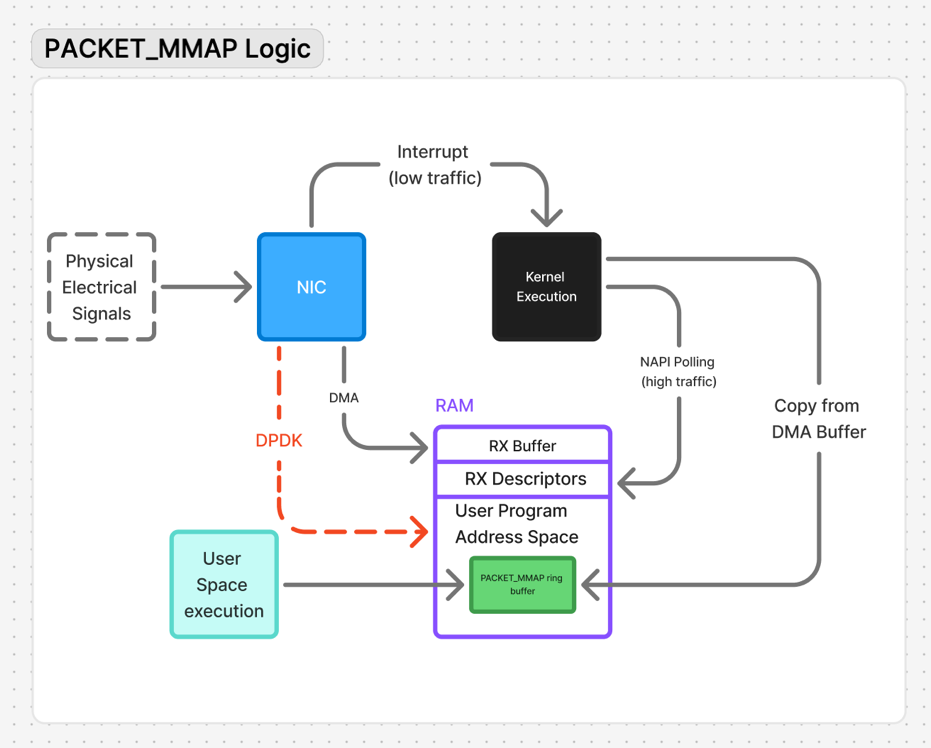 PACKET_MMAP Logic
Interrupt
(low traffic)
Physical
Electrical
Signals
NIC
Kernel
Execution
NAPI Polling
(high traffic)
DMA
RAM
Copy from
DMA Buffer
DPDK
RX Buffer
RX Descriptors
User Program
Address Space
User
Space
execution
PACKET_MMAP ring
buffer